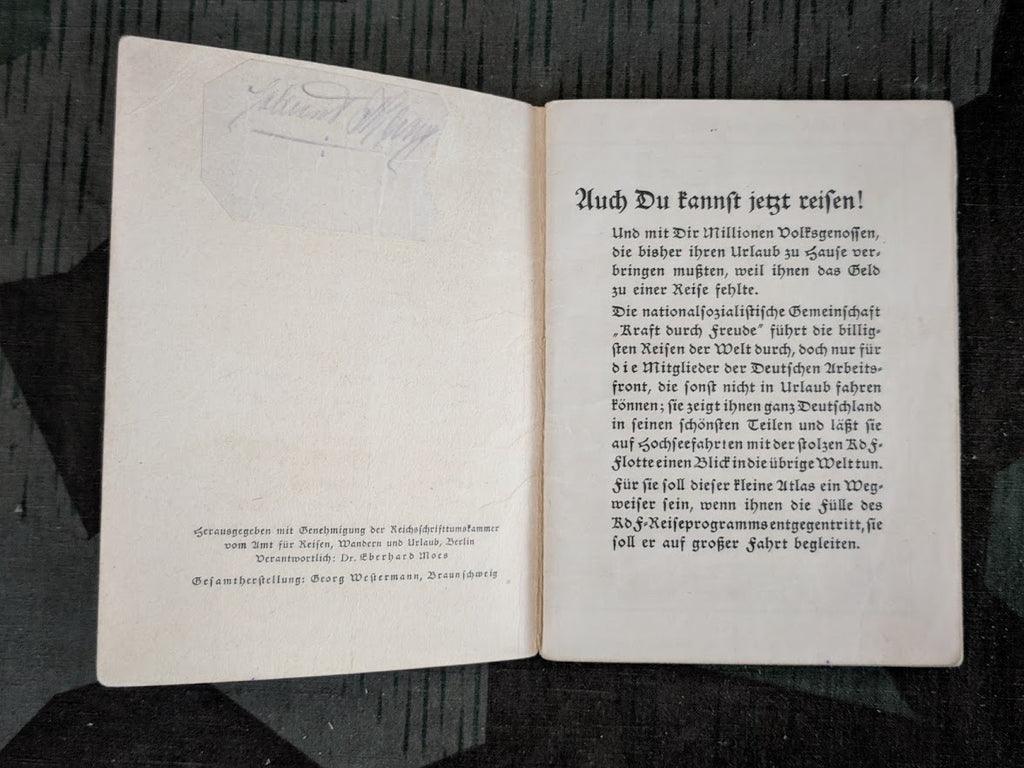 Herausgegeben mit Genehmigung der Reichsschrifttumskammer
vom Amt für Reisen, Wandern und Urlaub, Berlin
Verantwortlich: Dr. Eberhard Moes
Gesamtherstellung: Georg Westermann, Braunschweig
Auch Du kannst jetzt reisen!
Und mit Dir Millionen Volksgenossen,
die bisher ihren Urlaub zu Hause ver-
bringen mußten, weil ihnen das Geld
zu einer Reise fehlte.
Die nationalsozialistische Gemeinschaft
„Kraft durch Freude“ führt die billig-
sten Reisen der Welt durch, doch nur für
die Mitglieder der Deutschen Arbeits-
front, die sonst nicht in Urlaub fahren
können; sie zeigt ihnen ganz Deutschland
in seinen schönsten Teilen und läßt sie
auf Hochseefahrten mit der stolzen KdF-
Flotte einen Blick in die übrige Welt tun.
Für sie soll dieser kleine Atlas ein Weg-
weiser sein, wenn ihnen die Fülle des
KdF-Reiseprogramms entgegentritt, sie
soll er auf großer Fahrt begleiten.